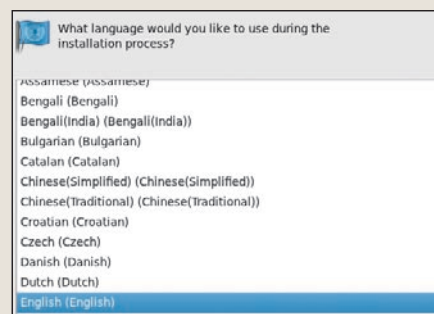 What language would you like to use during the
installation process?
Assamese (Assamese)
Bengali (Bengali)
Bengali(India) (Bengali(India))
Bulgarian (Bulgarian)
Catalan (Catalan)
Chinese(Simplified) (Chinese(Simplified))
Chinese(Traditional) (Chinese(Traditional))
Croatian (Croatian)
Czech (Czech)
Danish (Danish)
Dutch (Dutch)
English (English)